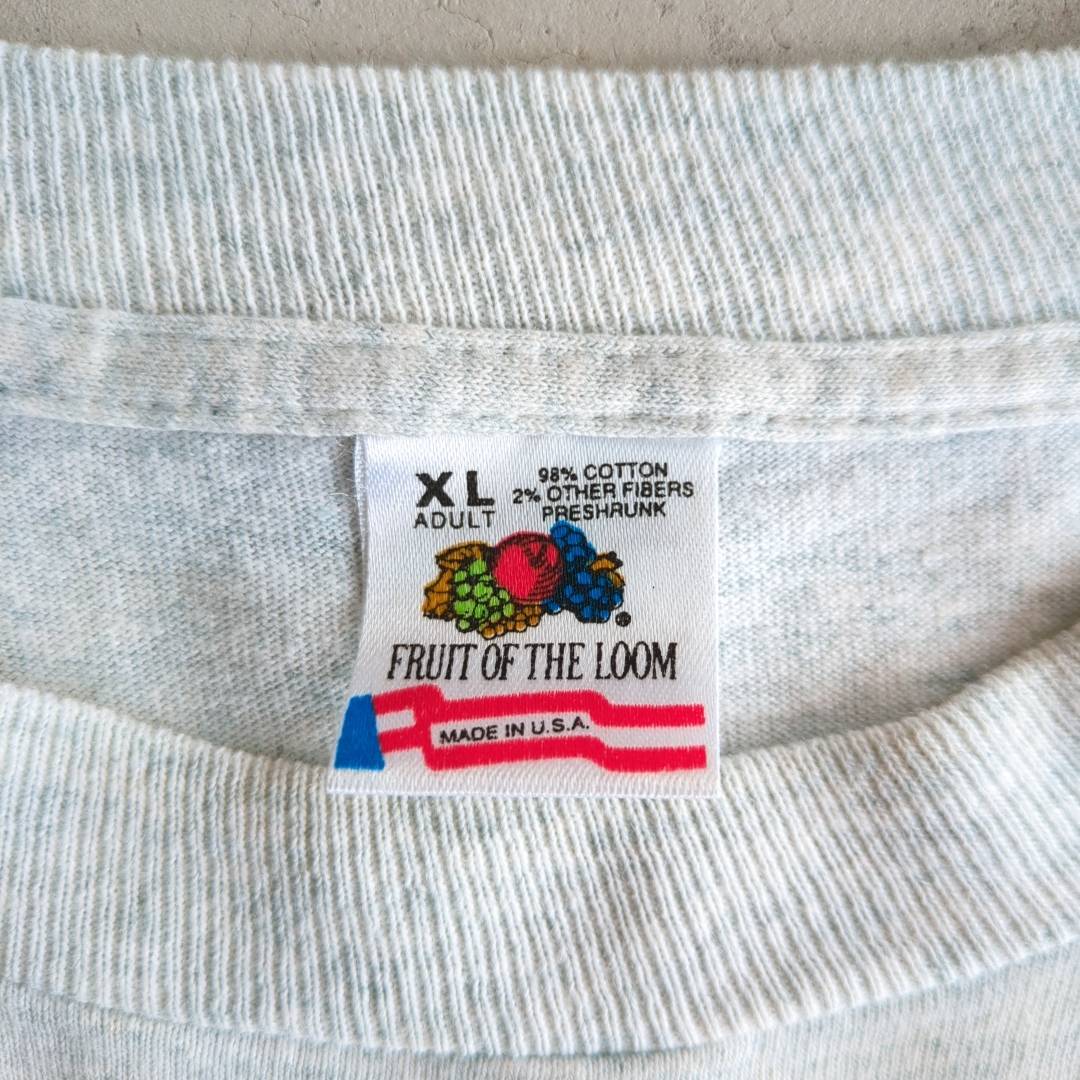 XL
ADULT
98% COTTON
2% OTHER FIBERS
PRESHRUNK
®
FRUIT OF THE LOOM
MADE IN U.S.A.